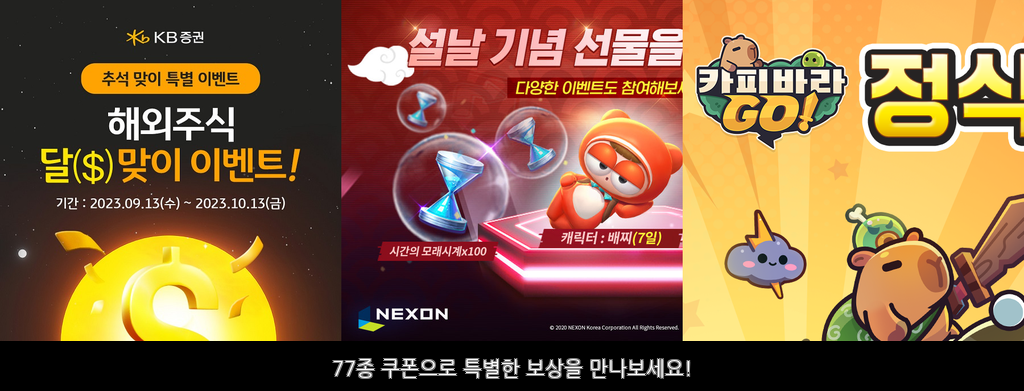 KB 증권
추석 맞이 특별 이벤트
해외주식
달($) 맞이 이벤트!
기간 : 2023.09.13(수) ~ 2023.10.13(금)
설날 기념 선물을
다양한 이벤트도 참여해보
시간의 모래시계x100
캐릭터 : 배찌(7일)
NEXON
© 2020 NEXON Korea Corporation All Rights Reserved.
카피바라
GO!
정식
77종 쿠폰으로 특별한 보상을 만나보세요!